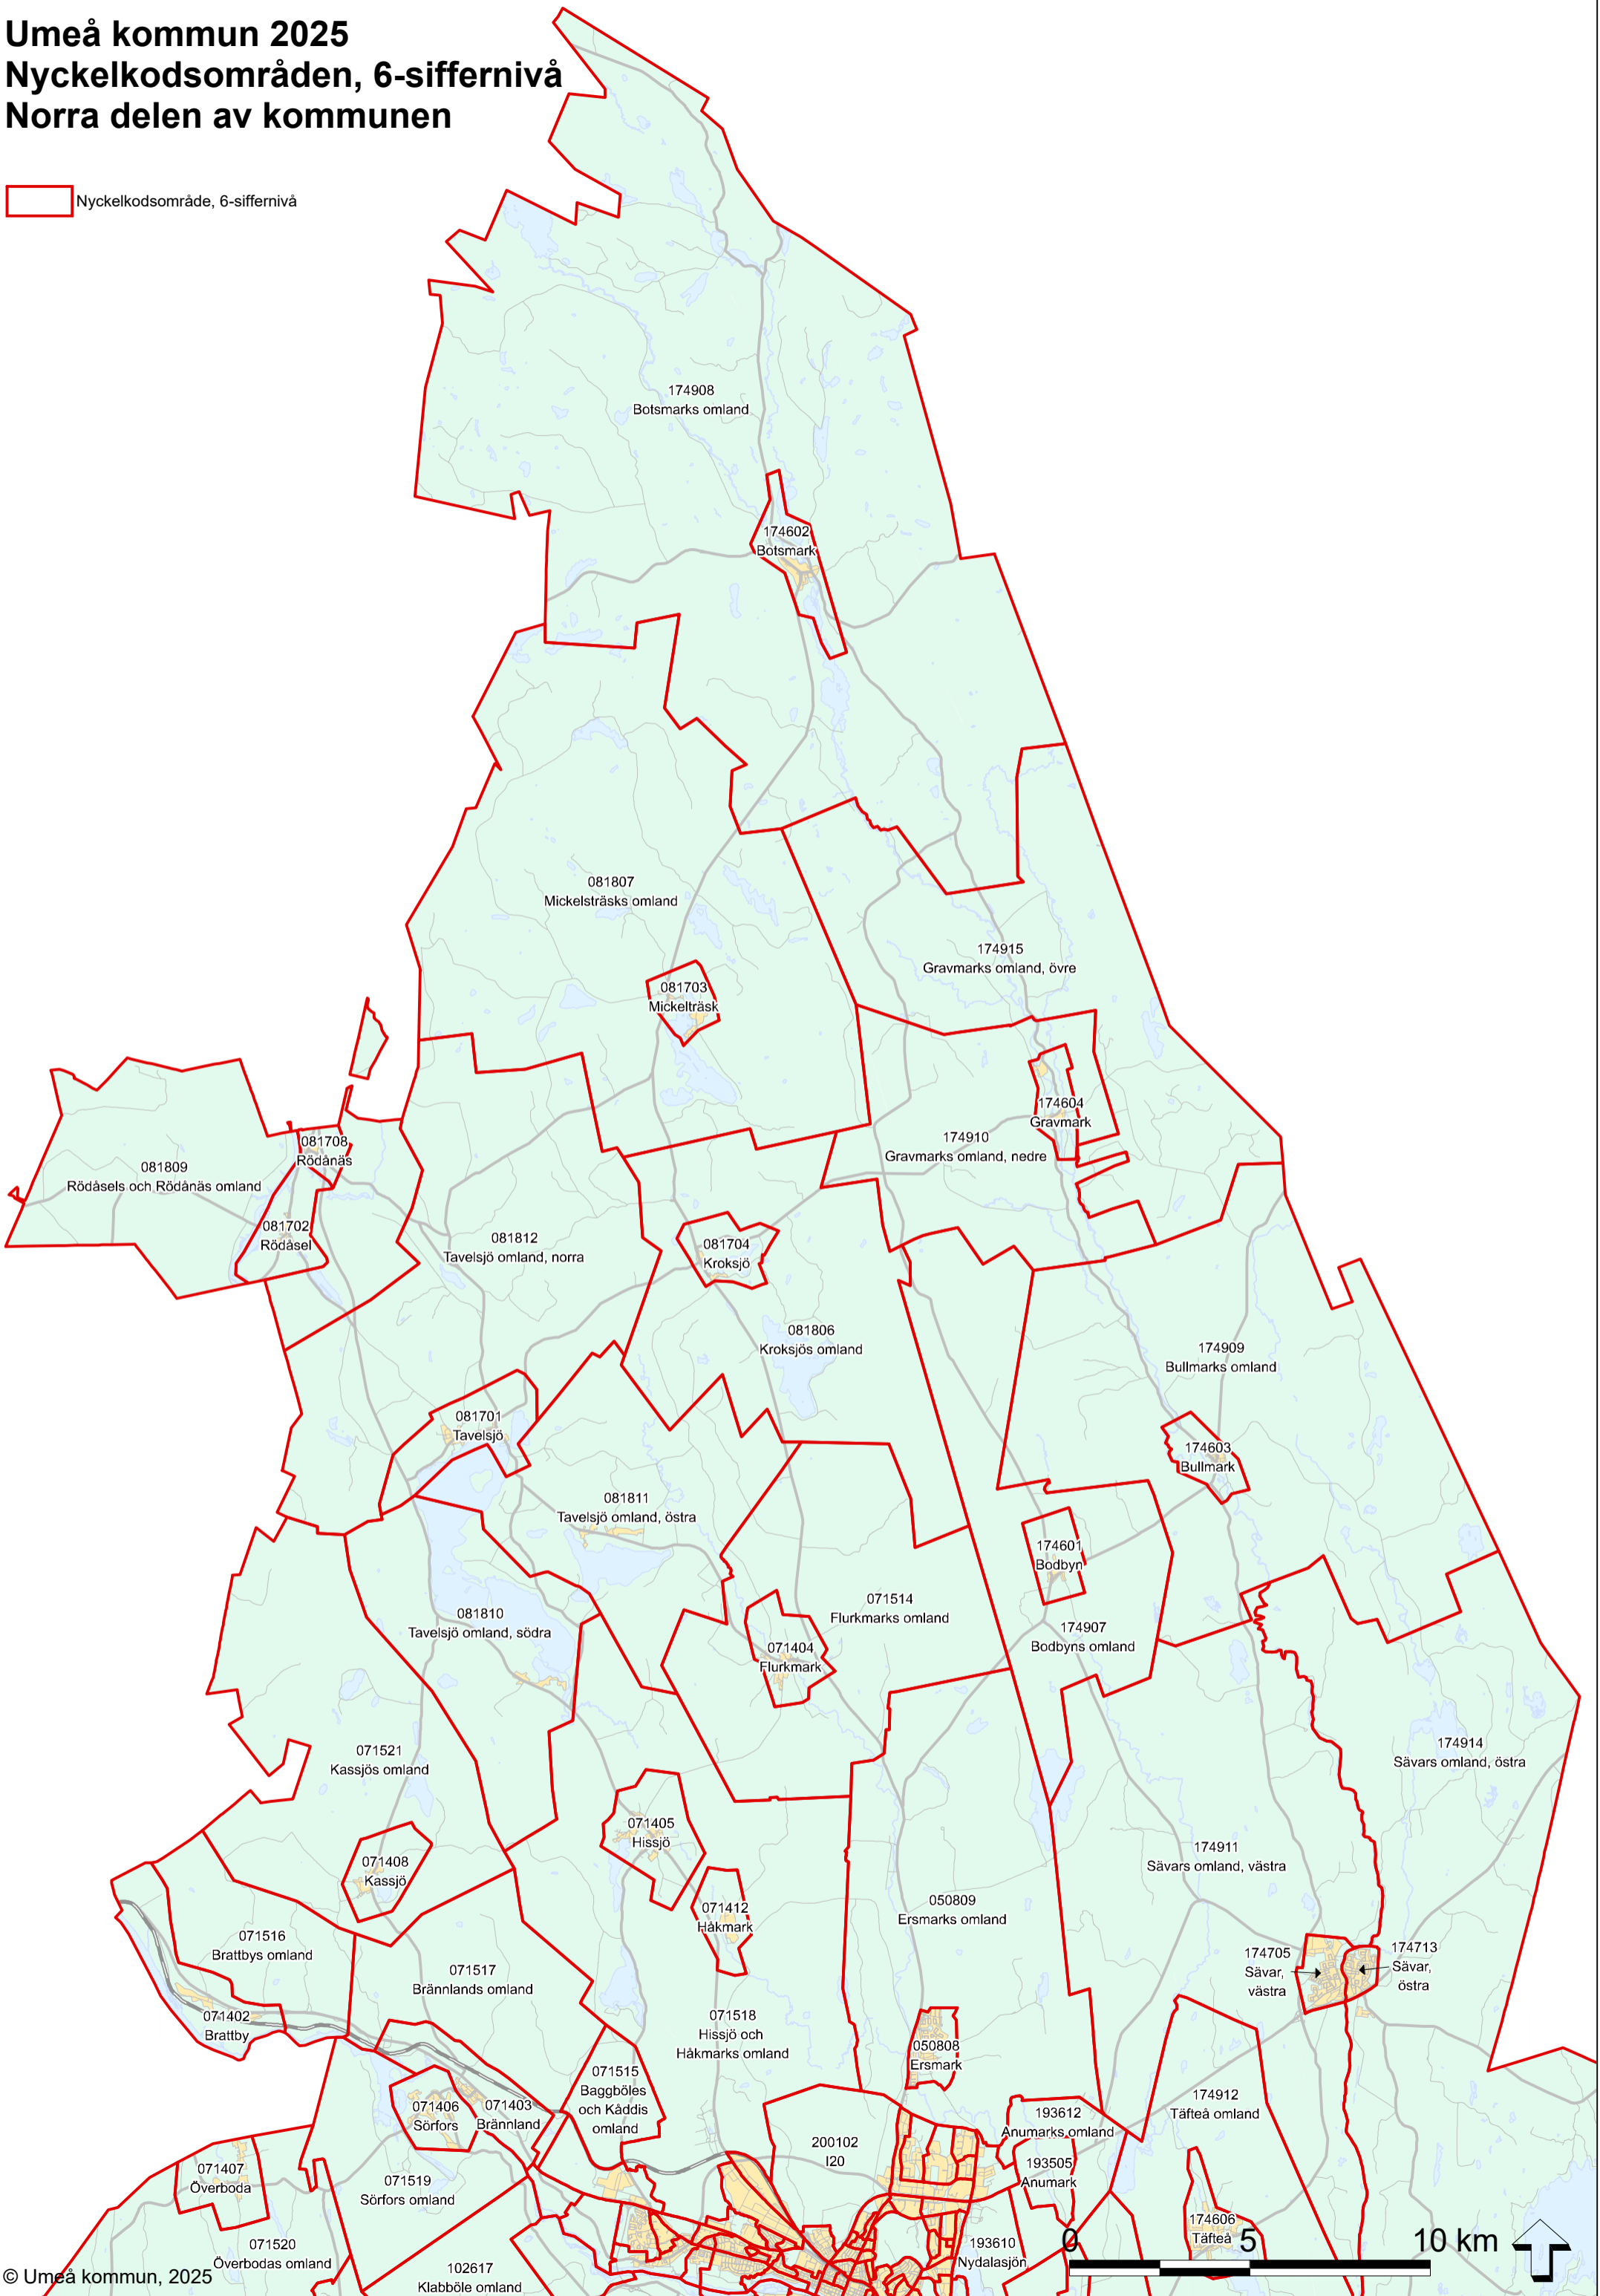 Umeå kommun 2025
Nyckelkodsområden, 6-siffernivå
Norra delen av kommunen
Nyckelkodsområde, 6-siffernivå
174908
Botsmarks omland
174602
Botsmark
081807
Mickelsträsks omland
174915
Gravmarks omland, övre
081703
Mickelträsk
174604
Gravmark
174910
Gravmarks omland, nedre
081708
Rödånäs
081809
Rödåsels och Rödånäs omland
081702
Rödåsel
081812
Tavelsjö omland, norra
081704
Kroksjö
081806
Kroksjös omland
174909
Bullmarks omland
081701
Tavelsjö
174603
Bullmark
081811
Tavelsjö omland, östra
174601
Bodbyn
071514
Flurkmarks omland
081810
Tavelsjö omland, södra
174907
Bodbyns omland
071404
Flurkmark
071521
Kassjös omland
174914
Sävars omland, östra
071405
Hissjö
174911
Sävars omland, västra
071408
Kassjö
071412
Håkmark
050809
Ersmarks omland
071516
Brattbys omland
174705
Sävar,
västra
174713
Sävar,
östra
071517
Brännlands omland
071402
Brattby
071518
Hissjö och
Håkmarks omland
050808
Ersmark
071515
Baggböles
och Kåddis
omland
174912
Täfteå omland
071406
Sörfors
071403
Brännland
193612
Anumarks omland
200102
I20
193505
Anumark
071407
Överboda
071519
Sörfors omland
174606
Täfteå
071520
Överbodas omland
193610
Nydalasjön
102617
Klabböle omland
0 5 10 km
© Umeå kommun, 2025